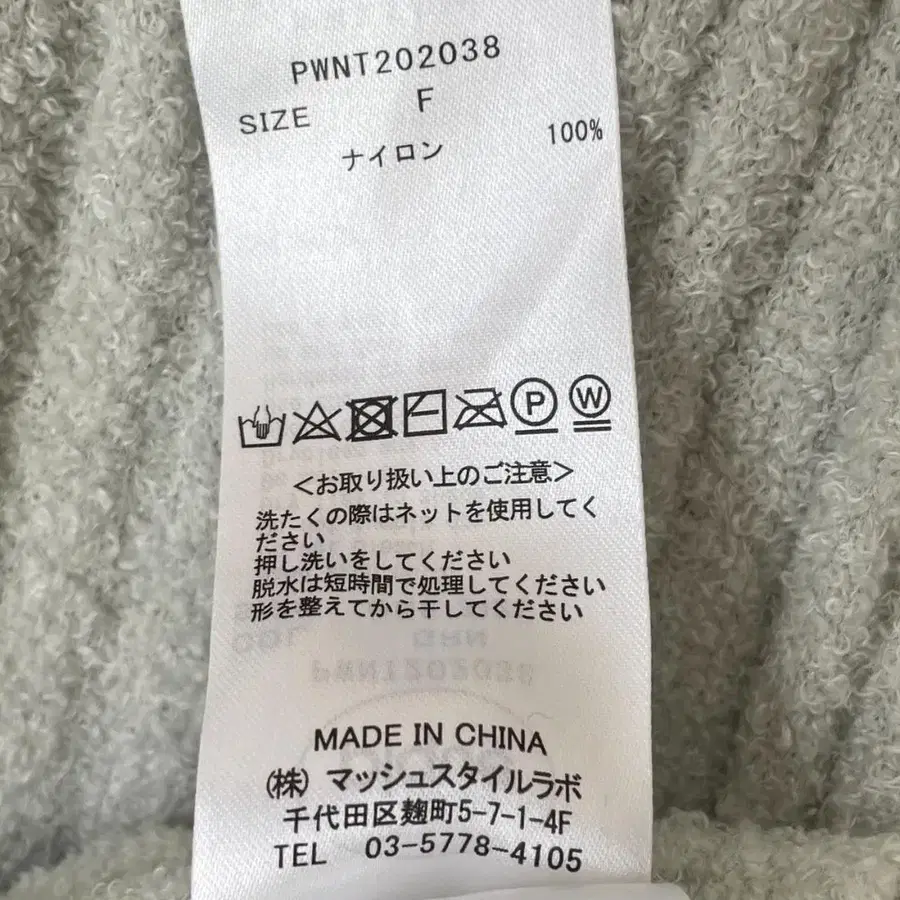 PWNT202038
SIZE F
ナイロン 100%
P W
＜お取り扱い上のご注意＞
洗たくの際はネットを使用してく
ださい
押し洗いをしてください
脱水は短時間で処理してください
形を整えてから干してください
MADE IN CHINA
(株) マッシュスタイルラボ
千代田区麹町5-7-1-4F
TEL 03-5778-4105